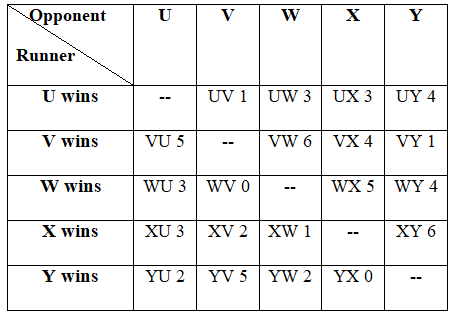 Opponent U V W X Y
Runner
U wins -- UV 1 UW 3 UX 3 UY 4
V wins VU 5 -- VW 6 VX 4 VY 1
W wins WU 3 WV 0 -- WX 5 WY 4
X wins XU 3 XV 2 XW 1 -- XY 6
Y wins YU 2 YV 5 YW 2 YX 0 --